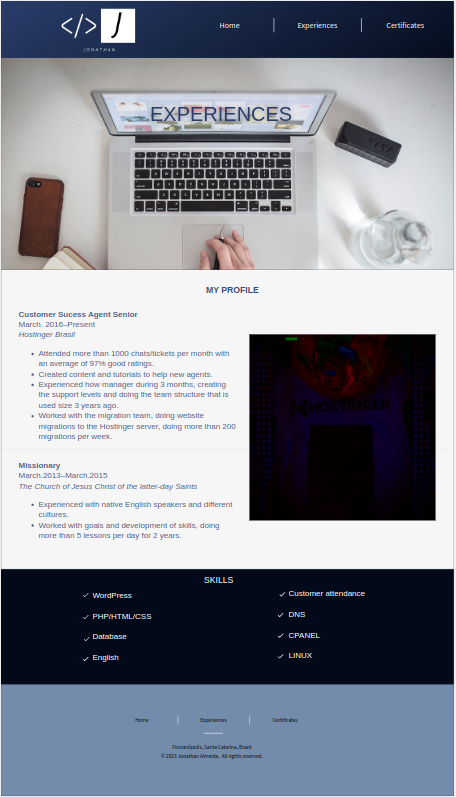 </> J
JONATHAN
Home
Experiences
Certificates
EXPERIENCES
MY PROFILE
Customer Sucess Agent Senior
March. 2016–Present
Hostinger Brasil
• Attended more than 1000 chats/tickets per month with
an average of 97% good ratings.
• Created content and tutorials to help new agents.
• Experienced how manager during 3 months, creating
the support levels and doing the team structure that is
used size 3 years ago.
• Worked with the migration team, doing website
migrations to the Hostinger server, doing more than 200
migrations per week.
HOSTINGER
Missionary
March.2013–March.2015
The Church of Jesus Christ of the latter-day Saints
• Experienced with native English speakers and different
cultures.
• Worked with goals and development of skills, doing
more than 5 lessons per day for 2 years.
SKILLS
✓ WordPress
✓ PHP/HTML/CSS
✓ Database
✓ English
✓ Customer attendance
✓ DNS
✓ CPANEL
✓ LINUX
Home
Experiences
Certificates
Florianópolis, Santa Catarina, Brazil
© 2023 Jonathan Almeida. All rights reserved.